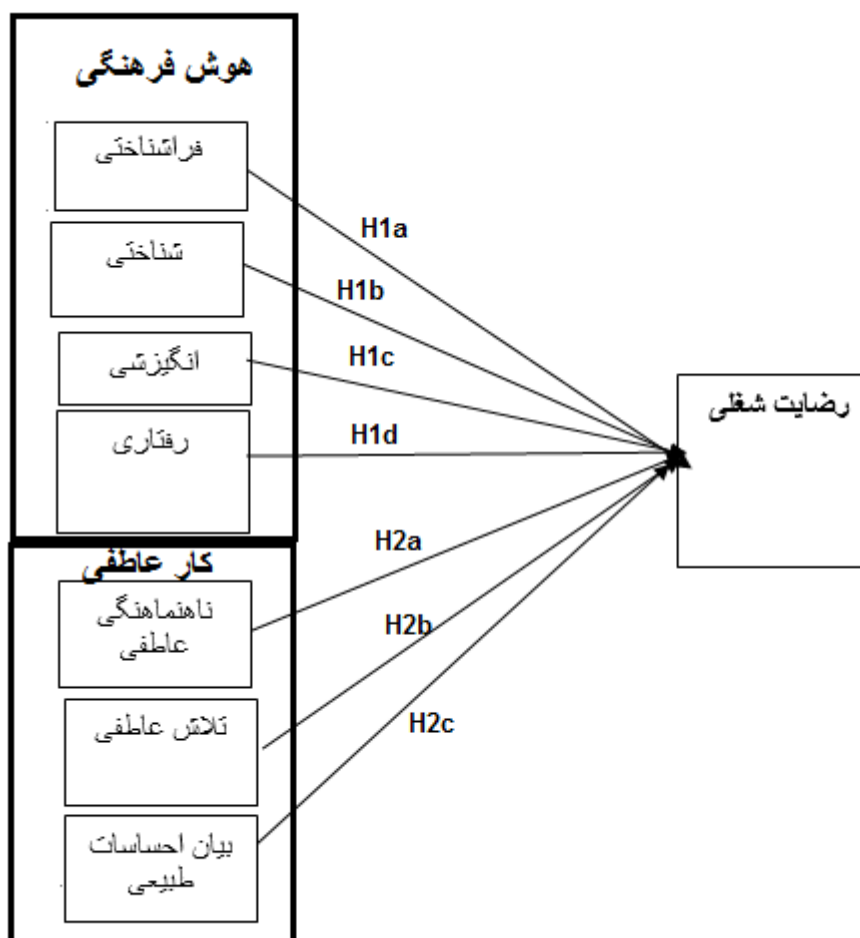 هوش فرهنگی
فراشناختی
H1a
شناختی
H1b
انگیزشی
H1c
رضایت شغلی
رفتاری
H1d
کار عاطفی
H2a
ناهنماهنگی
عاطفی
H2b
تلاش عاطفی
H2c
بیان احساسات
طبیعی